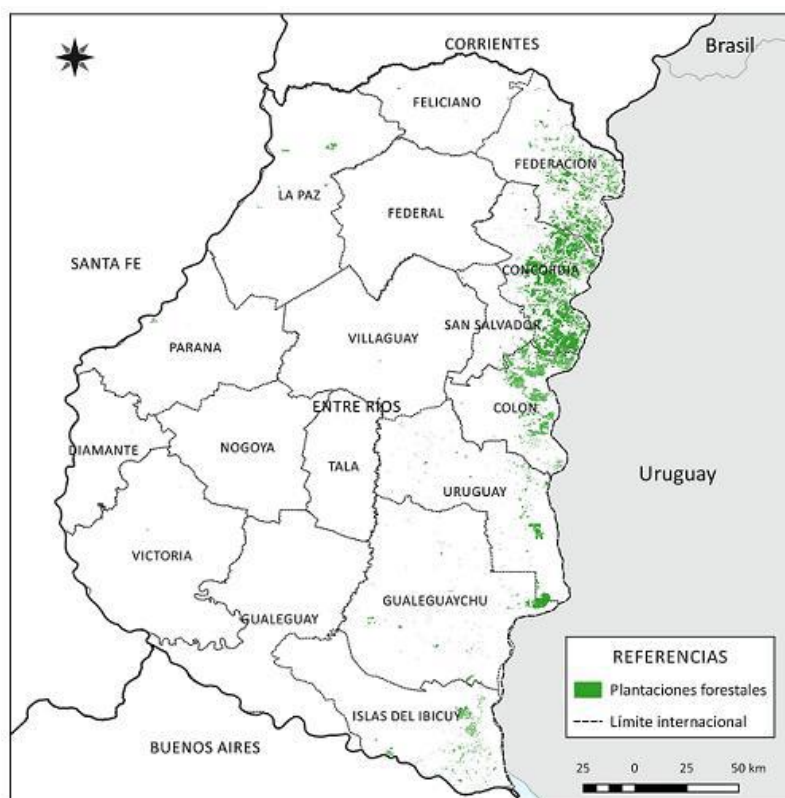 CORRIENTES
Brasil
FELICIANO
FEDERACION
LA PAZ
FEDERAL
SANTA FE
CONCORDIA
SAN SALVADOR
PARANA
VILLAGUAY
ENTRE RÍOS
COLON
DIAMANTE
NOGOYA
TALA
URUGUAY
Uruguay
VICTORIA
GUALEGUAYCHU
GUALEGUAY
ISLAS DEL IBICUY
BUENOS AIRES
REFERENCIAS
Plantaciones forestales
Límite internacional
25 0 25 50 km